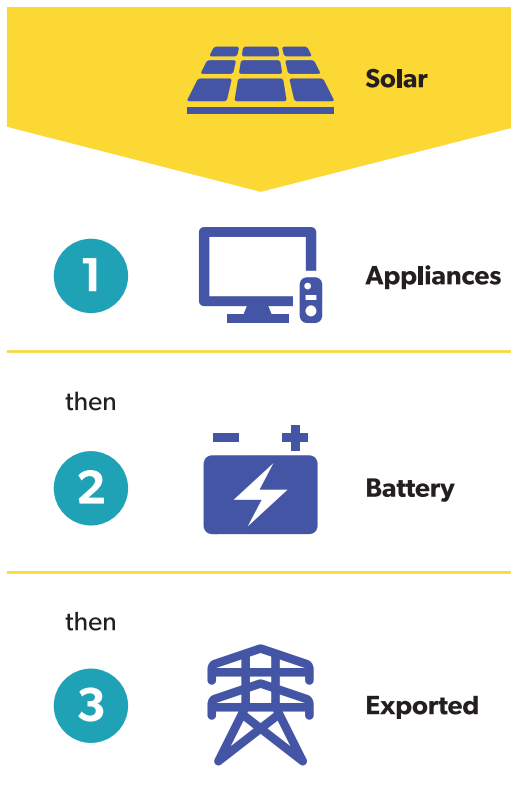 Solar
1
Appliances
then
2
Battery
then
3
Exported